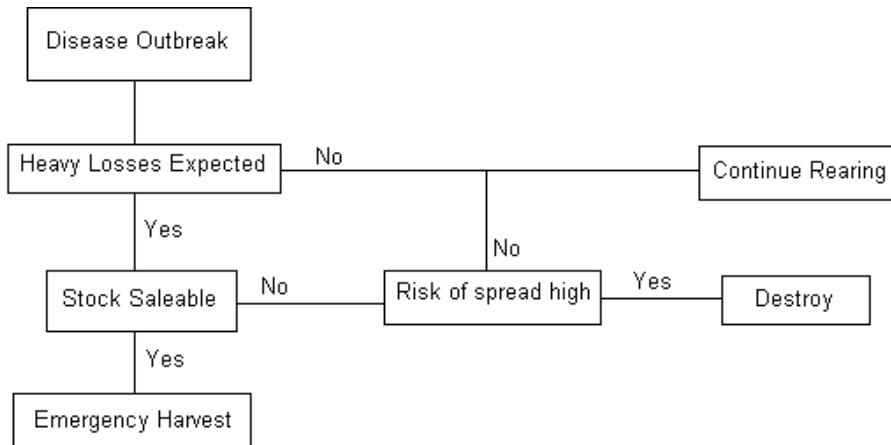 Disease Outbreak
Heavy Losses Expected
No
Continue Rearing
Yes
No
Stock Saleable
No
Risk of spread high
Yes
Destroy
Yes
Emergency Harvest